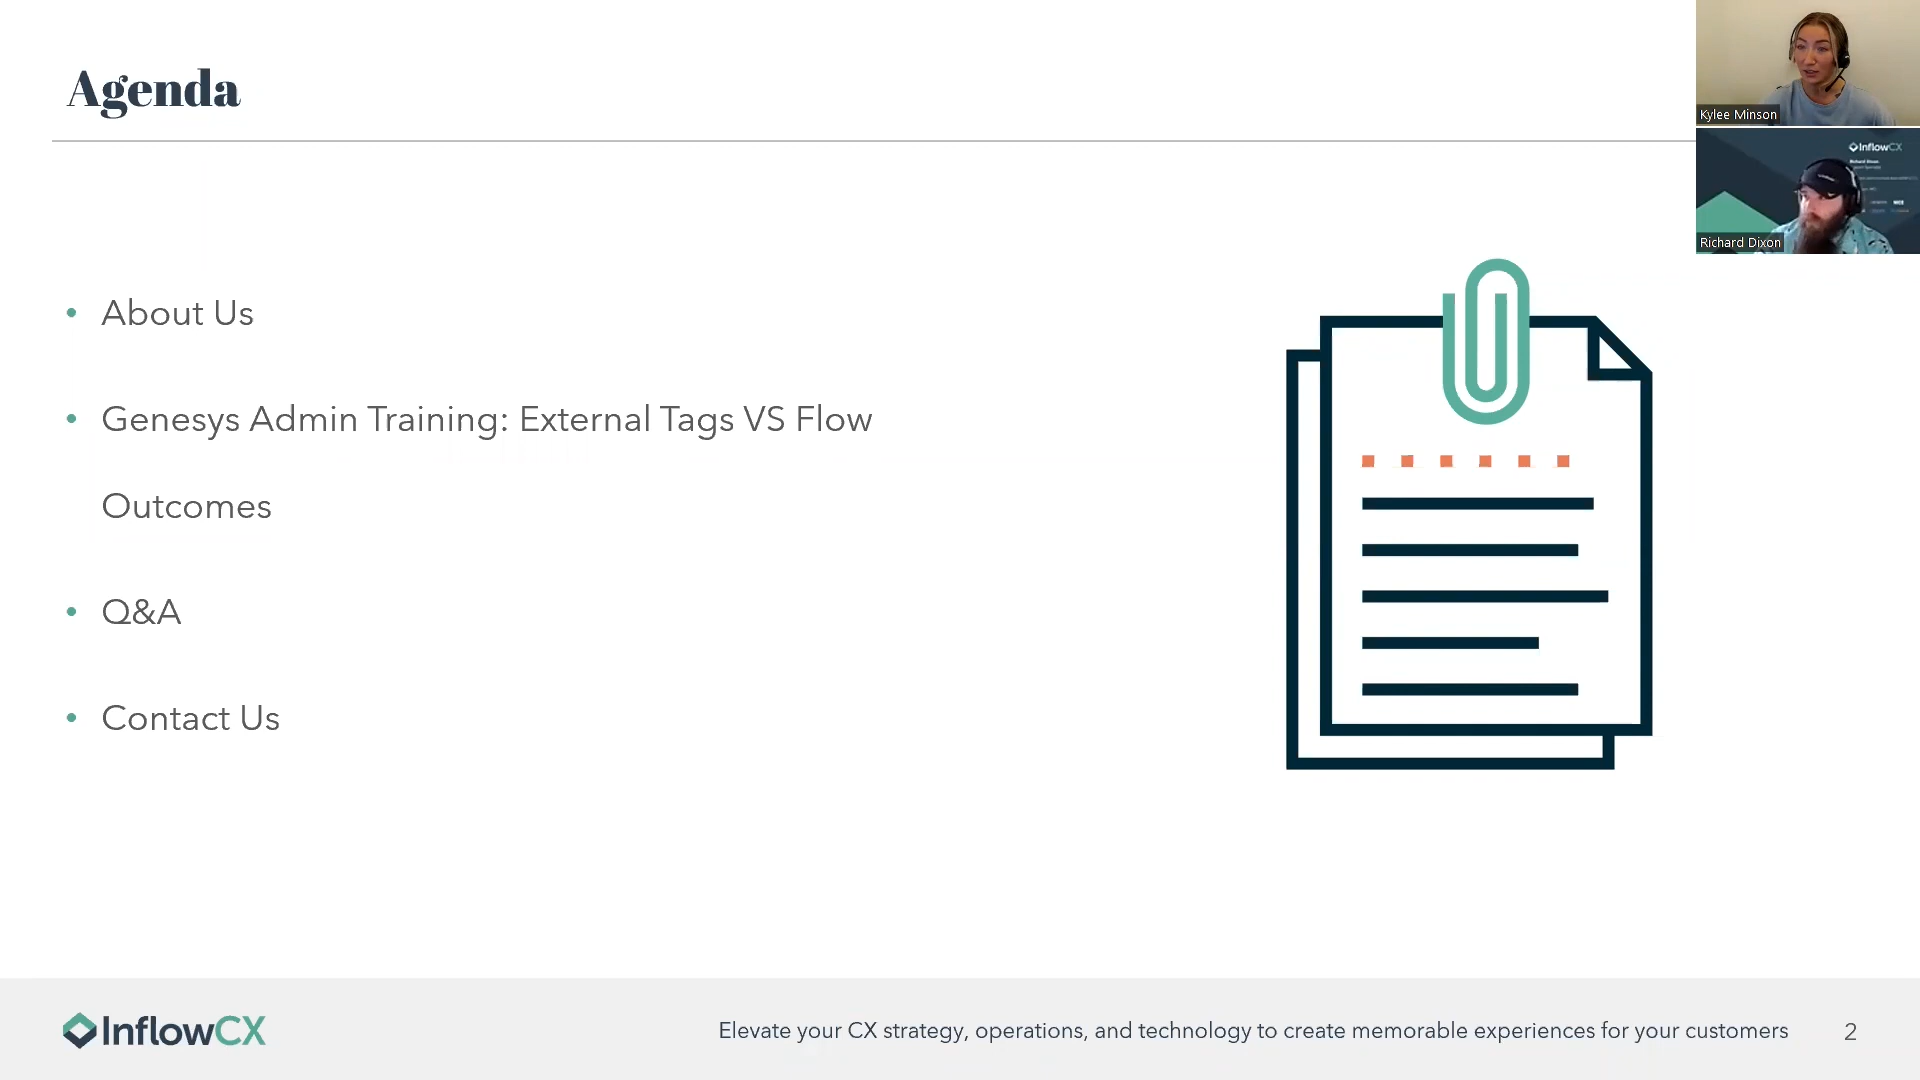 Agenda
Kylee Minson
InflowCX
Richard Dixon
• About Us
• Genesys Admin Training: External Tags VS Flow
Outcomes
• Q&A
• Contact Us
InflowCX
Elevate your CX strategy, operations, and technology to create memorable experiences for your customers
2